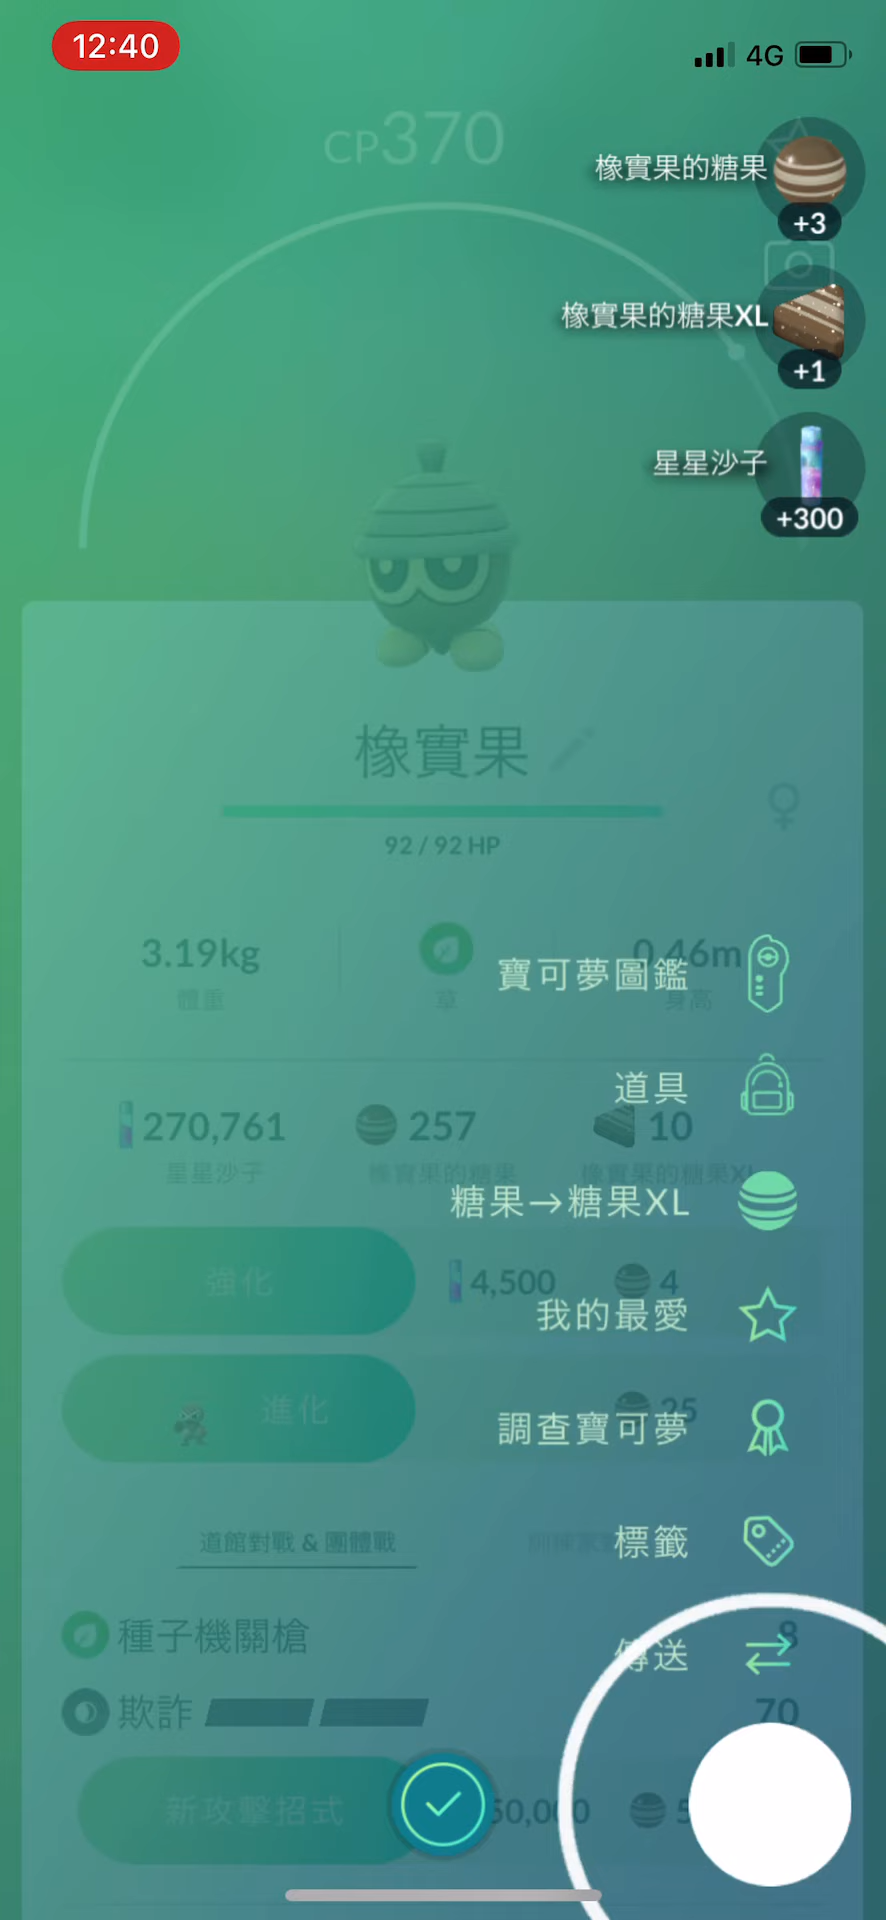 12:40
4G
CP370
橡實果的糖果
+3
橡實果的糖果XL
+1
星星沙子
+300
橡實果
92 / 92 HP
3.19kg
0.46m
體重
草
身高
寶可夢圖鑑
道具
270,761
257
10
星星沙子
橡實果的糖果
橡實果的糖果XL
糖果→糖果XL
強化
4,500
4
我的最愛
進化
25
調查寶可夢
道館對戰 & 團體戰
標籤
種子機關槍
8
傳送
欺詐
70
新攻擊招式